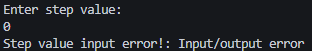 Enter step value:
0
Step value input error!: Input/output error